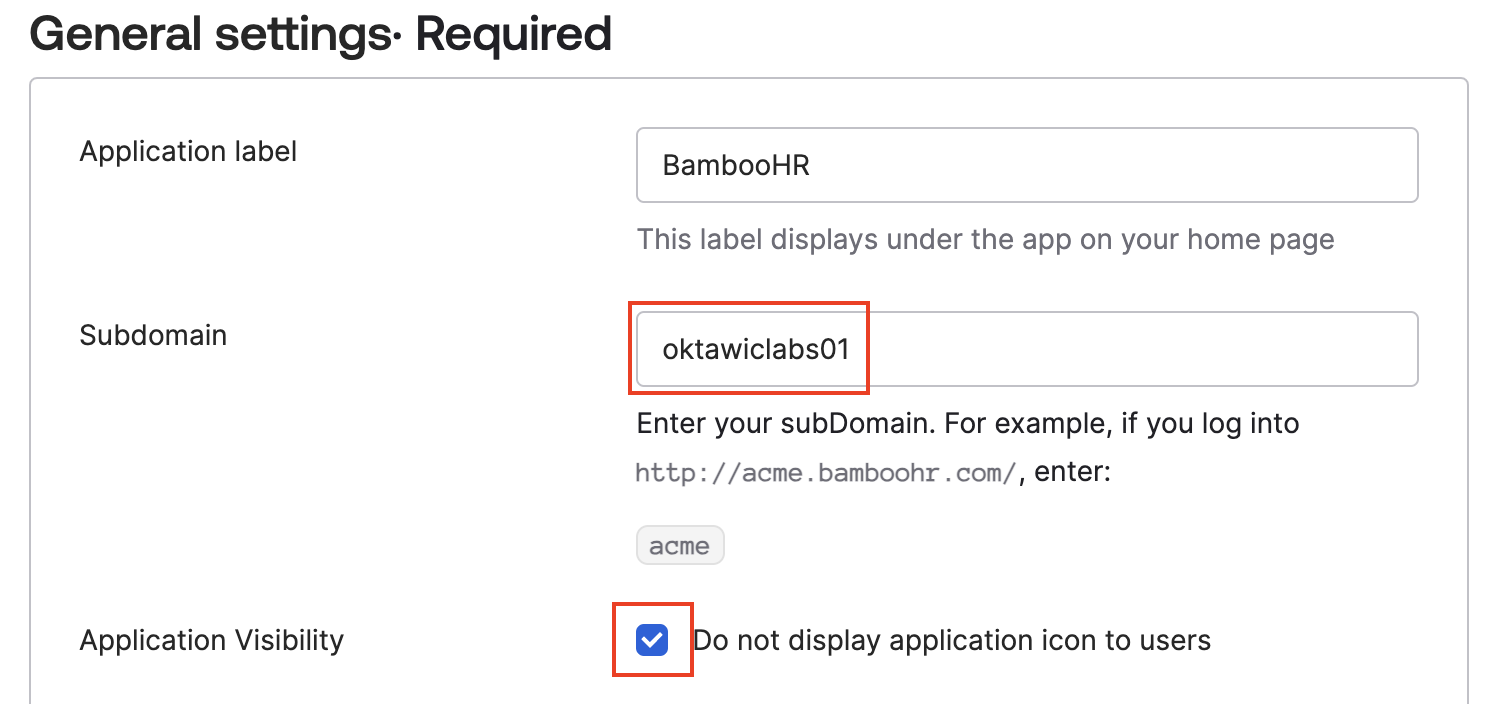 General settings· Required
Application label
BambooHR
This label displays under the app on your home page
Subdomain
oktawiclabs01
Enter your subDomain. For example, if you log into
http://acme.bamboohr.com/, enter:
acme
Application Visibility
Do not display application icon to users